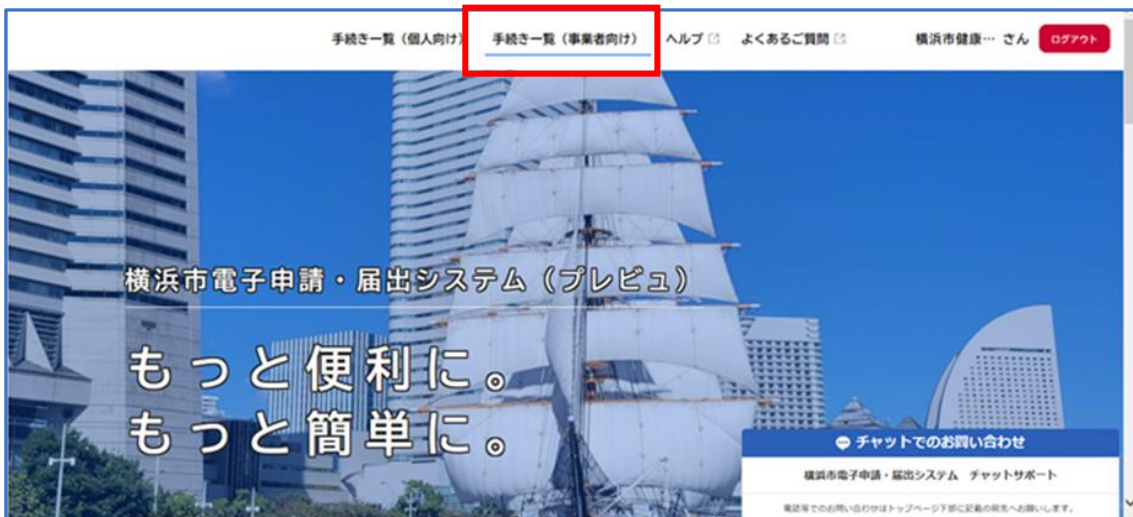 手続き一覧（個人向け）
手続き一覧（事業者向け）
ヘルプ
よくあるご質問
横浜市健康… さん
ログアウト
横浜市電子申請・届出システム（プレビュ）
もっと便利に。
もっと簡単に。
チャットでのお問い合わせ
横浜市電子申請・届出システム　チャットサポート
電話等でのお問い合わせはトップページ下部に記載の宛先へお願いします。